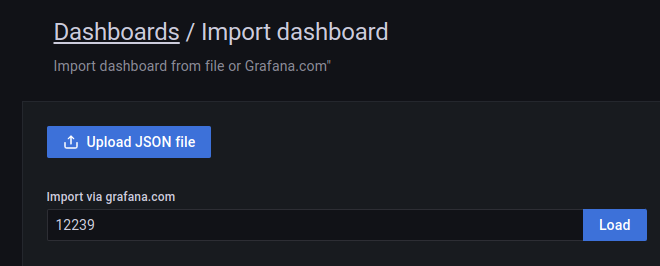 Dashboards / Import dashboard
Import dashboard from file or Grafana.com"
Upload JSON file
Import via grafana.com
12239 Load